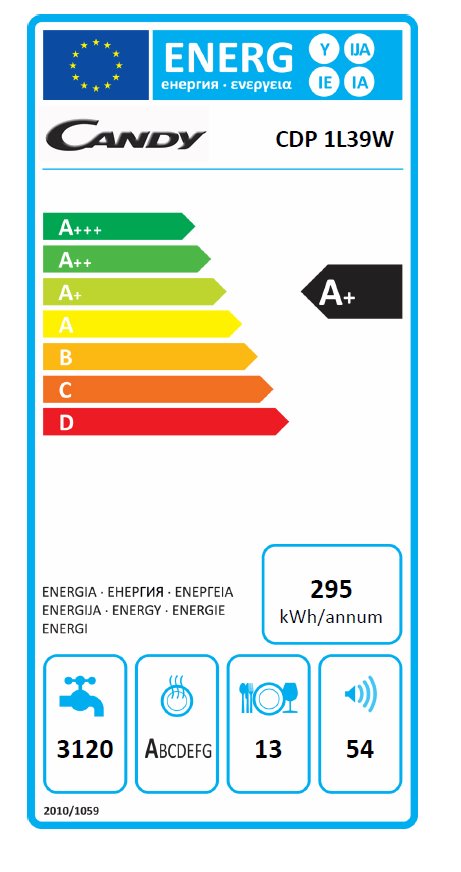 ENERG Y IJA
енергия · ενεργεια IE IA
CANDY CDP 1L39W
A+++
A++
A+
A+
A
B
C
D
ENERGIA · ЕНЕРГИЯ · ΕΝΕΡΓΕΙΑ
ENERGIJA · ENERGY · ENERGIE
ENERGI
295
kWh/annum
3120
ABCDEFG
13
54
2010/1059